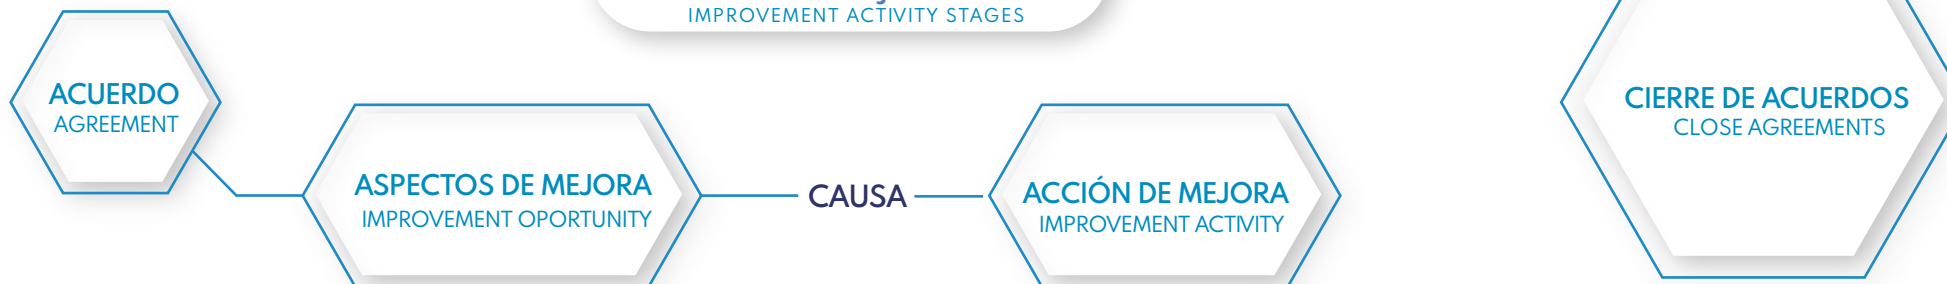 IMPROVEMENT ACTIVITY STAGES
ACUERDO
AGREEMENT
ASPECTOS DE MEJORA
IMPROVEMENT OPORTUNITY
CAUSA
ACCIÓN DE MEJORA
IMPROVEMENT ACTIVITY
CIERRE DE ACUERDOS
CLOSE AGREEMENTS